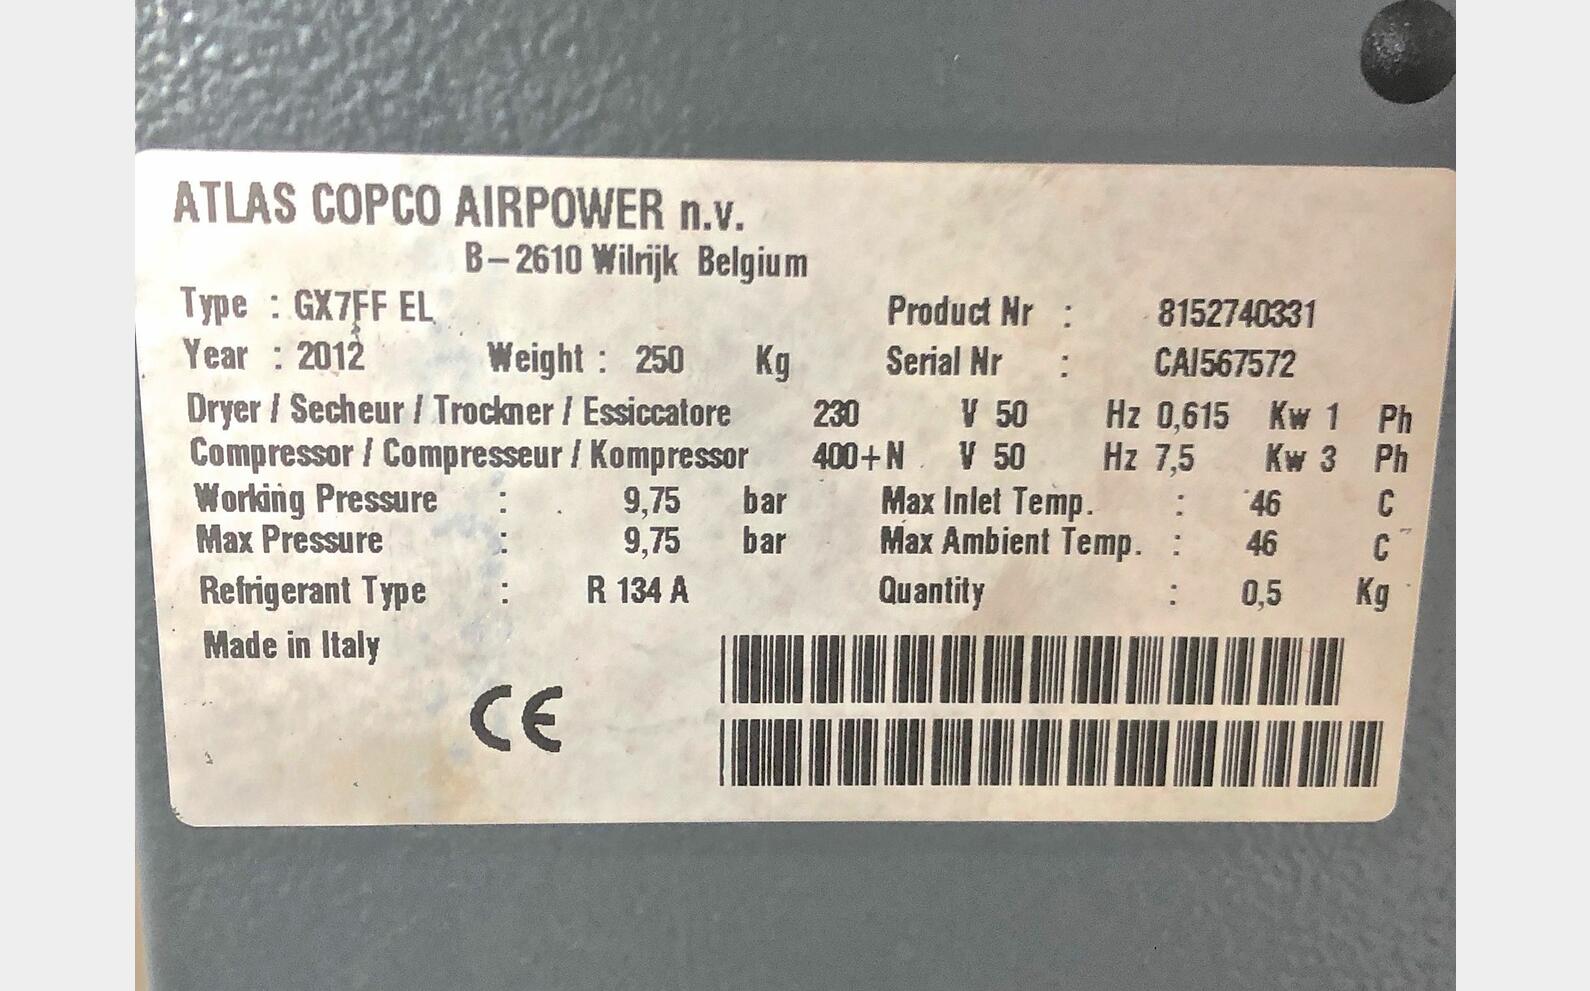 ATLAS COPCO AIRPOWER n.v.
B-2610 Wilrijk Belgium
Type : GX7FF EL Product Nr : 8152740331
Year : 2012 Weight : 250 Kg Serial Nr : CAI567572
Dryer / Secheur / Trockner / Essiccatore 230 V 50 Hz 0,615 Kw 1 Ph
Compressor / Compresseur / Kompressor 400+N V 50 Hz 7,5 Kw 3 Ph
Working Pressure : 9,75 bar Max Inlet Temp. : 46 C
Max Pressure : 9,75 bar Max Ambient Temp. : 46 C
Refrigerant Type : R 134 A Quantity : 0,5 Kg
Made in Italy
CE